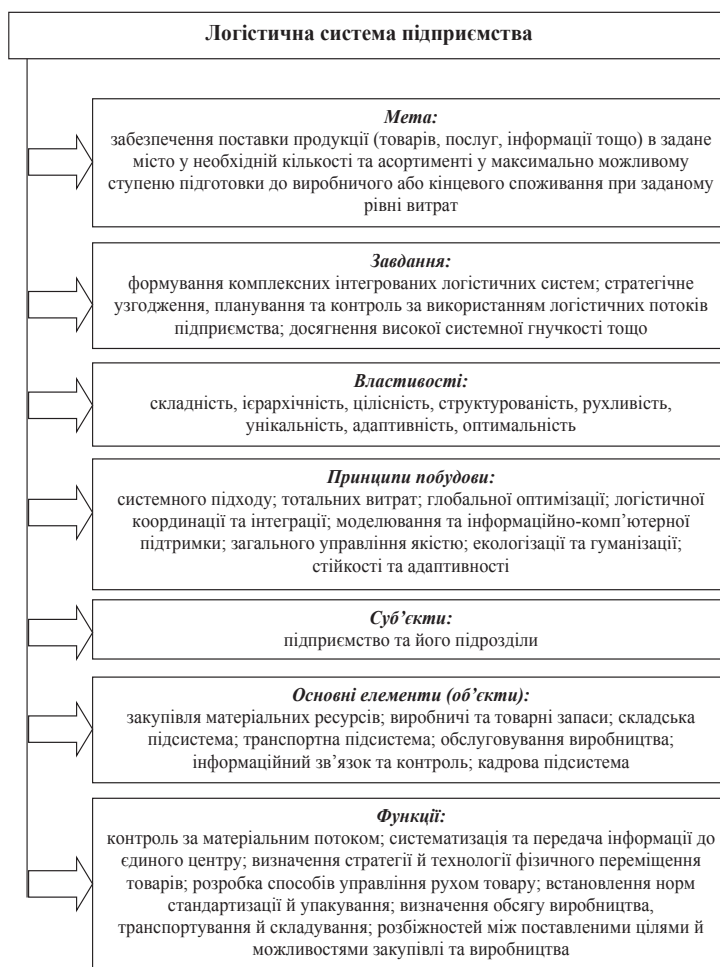 Логістична система підприємства
Мета:
забезпечення поставки продукції (товарів, послуг, інформації тощо) в задане
місто у необхідній кількості та асортименті у максимально можливому
ступеню підготовки до виробничого або кінцевого споживання при заданому
рівні витрат
Завдання:
формування комплексних інтегрованих логістичних систем; стратегічне
узгодження, планування та контроль за використанням логістичних потоків
підприємства; досягнення високої системної гнучкості тощо
Властивості:
складність, ієрархічність, цілісність, структурованість, рухливість,
унікальність, адаптивність, оптимальність
Принципи побудови:
системного підходу; тотальних витрат; глобальної оптимізації; логістичної
координації та інтеграції; моделювання та інформаційно-комп’ютерної
підтримки; загального управління якістю; екологізації та гуманізації;
стійкості та адаптивності
Суб’єкти:
підприємство та його підрозділи
Основні елементи (об’єкти):
закупівля матеріальних ресурсів; виробничі та товарні запаси; складська
підсистема; транспортна підсистема; обслуговування виробництва;
інформаційний зв’язок та контроль; кадрова підсистема
Функції:
контроль за матеріальним потоком; систематизація та передача інформації до
єдиного центру; визначення стратегії й технології фізичного переміщення
товарів; розробка способів управління рухом товару; встановлення норм
стандартизації й упакування; визначення обсягу виробництва,
транспортування й складування; розбіжностей між поставленими цілями й
можливостями закупівлі та виробництва